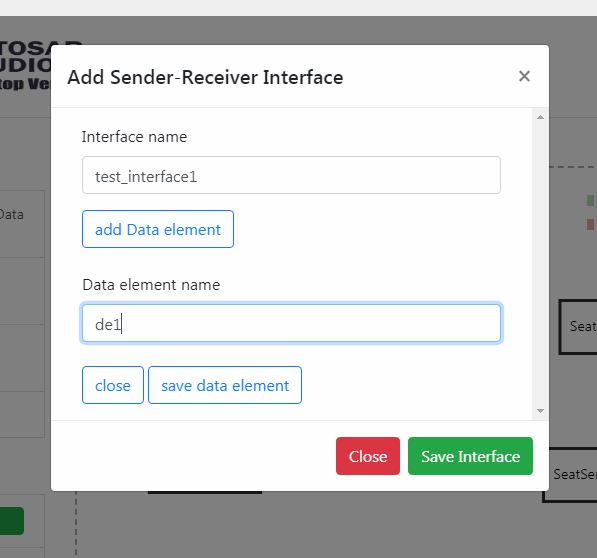 TOSAR
UDIO
top Ve
Add Sender-Receiver Interface
×
Interface name
test_interface1
add Data element
Data
Data element name
de1
Seat
close
save data element
Close
Save Interface
SeatSe